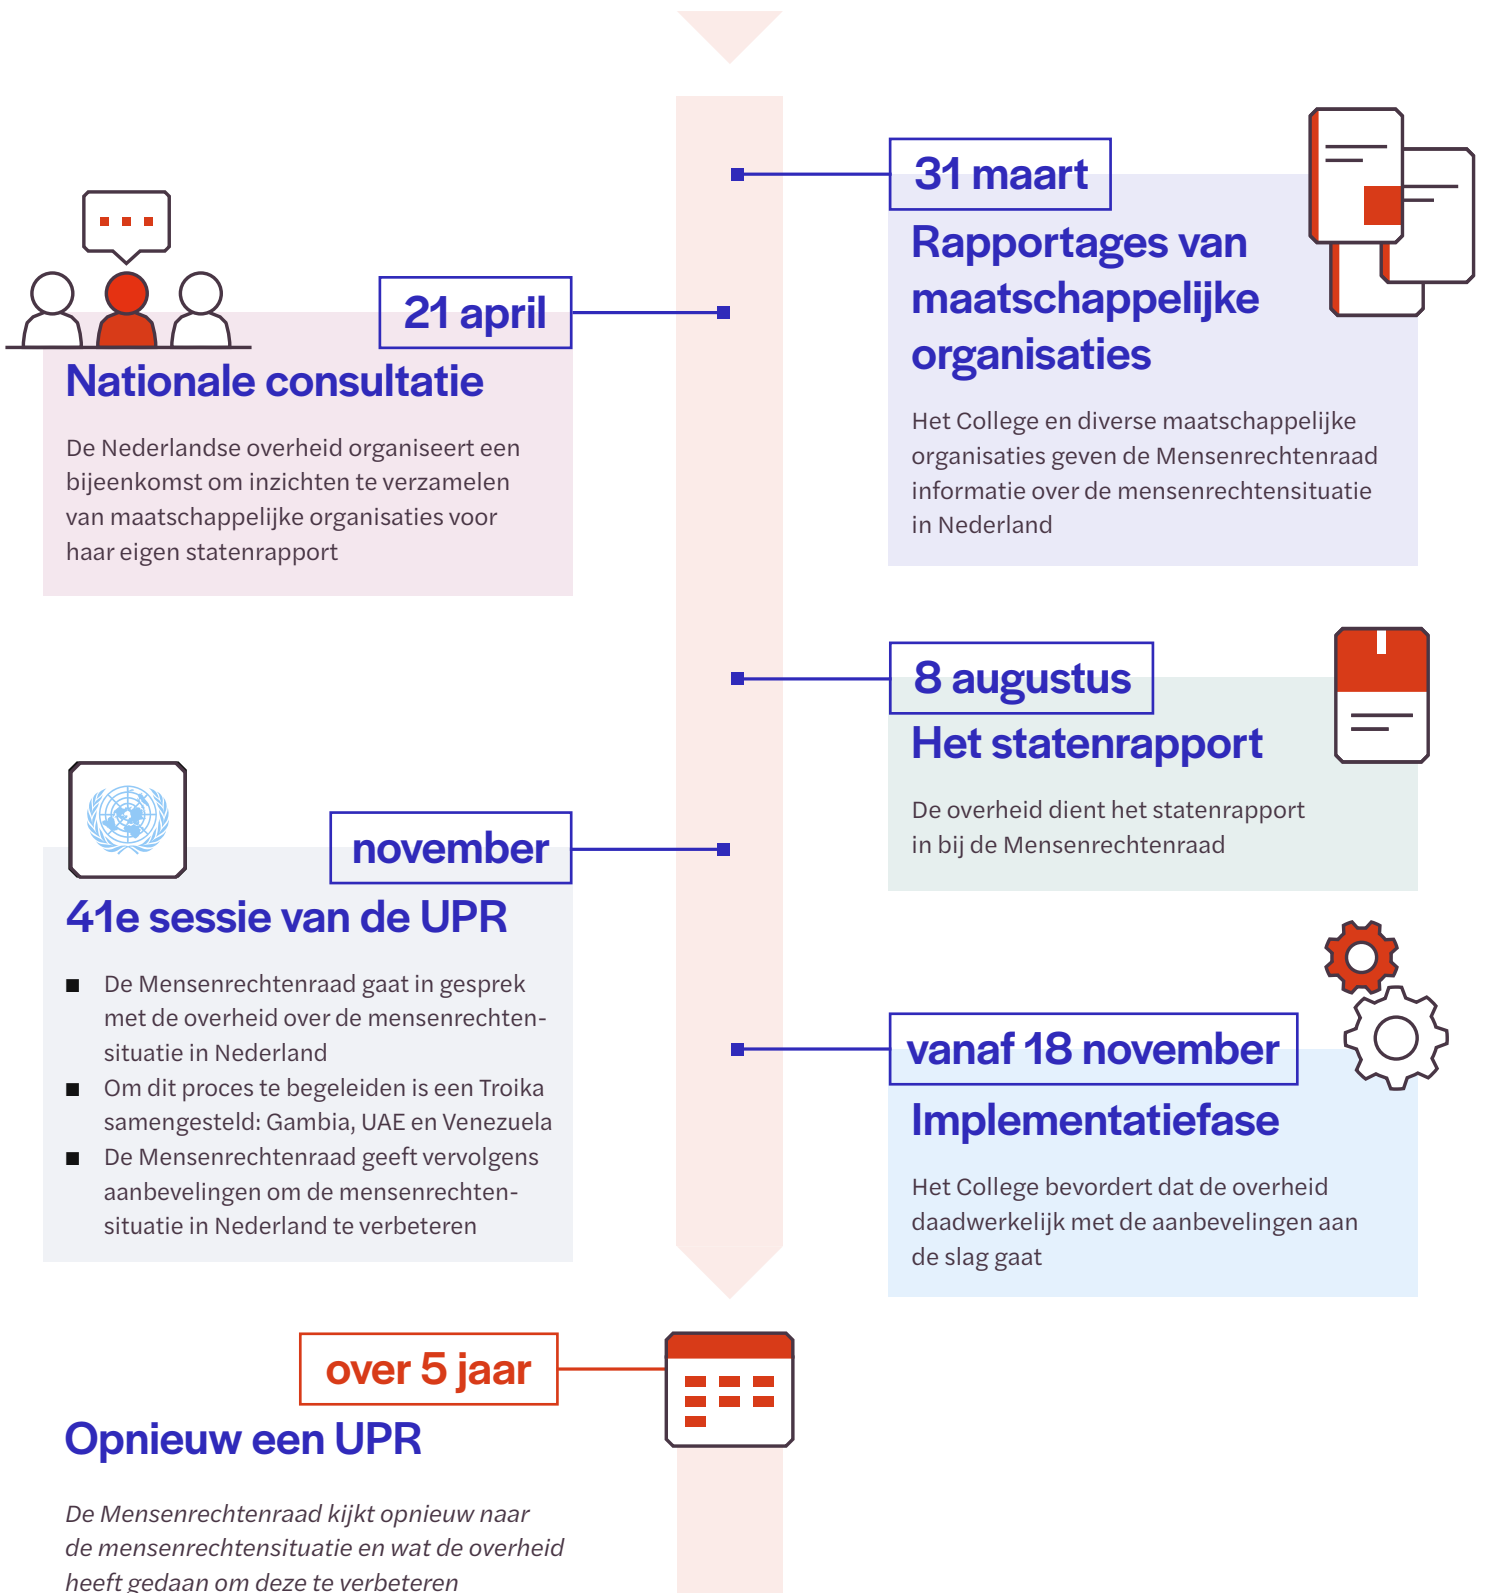 31 maart
Rapportages van
maatschappelijke
organisaties
Het College en diverse maatschappelijke
organisaties geven de Mensenrechtenraad
informatie over de mensenrechtensituatie
in Nederland
21 april
Nationale consultatie
De Nederlandse overheid organiseert een
bijeenkomst om inzichten te verzamelen
van maatschappelijke organisaties voor
haar eigen statenrapport
8 augustus
Het statenrapport
De overheid dient het statenrapport
in bij de Mensenrechtenraad
november
41e sessie van de UPR
De Mensenrechtenraad gaat in gesprek
met de overheid over de mensenrechten-
situatie in Nederland
Om dit proces te begeleiden is een Troika
samengesteld: Gambia, UAE en Venezuela
De Mensenrechtenraad geeft vervolgens
aanbevelingen om de mensenrechten-
situatie in Nederland te verbeteren
vanaf 18 november
Implementatiefase
Het College bevordert dat de overheid
daadwerkelijk met de aanbevelingen aan
de slag gaat
over 5 jaar
Opnieuw een UPR
De Mensenrechtenraad kijkt opnieuw naar
de mensenrechtensituatie en wat de overheid
heeft gedaan om deze te verbeteren